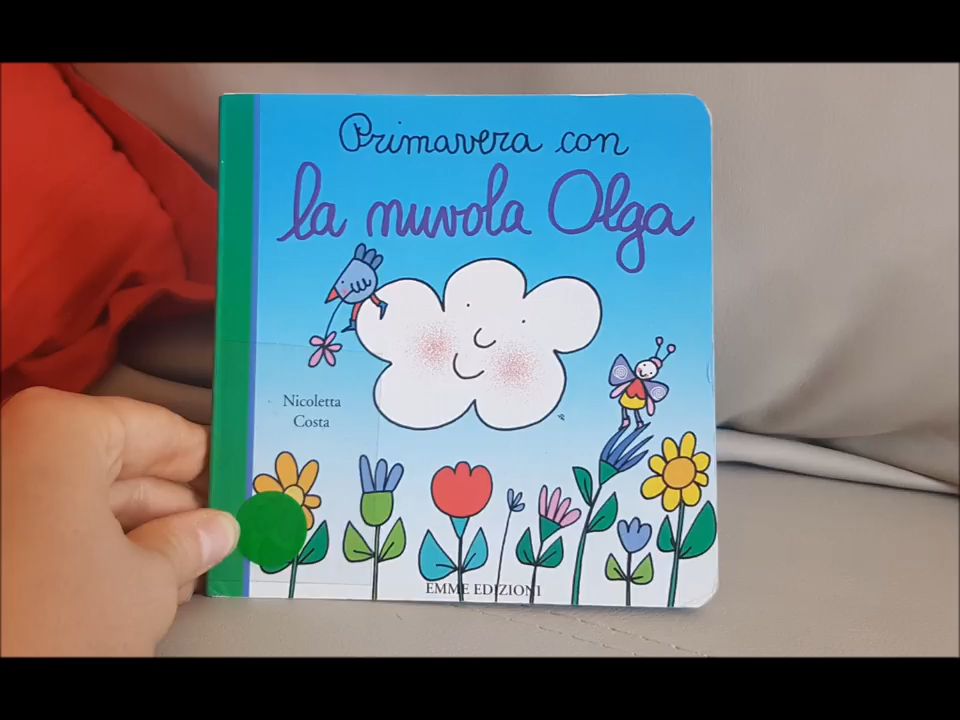 Primavera con
la nuvola Olga
Nicoletta
Costa
EMME EDIZIONI